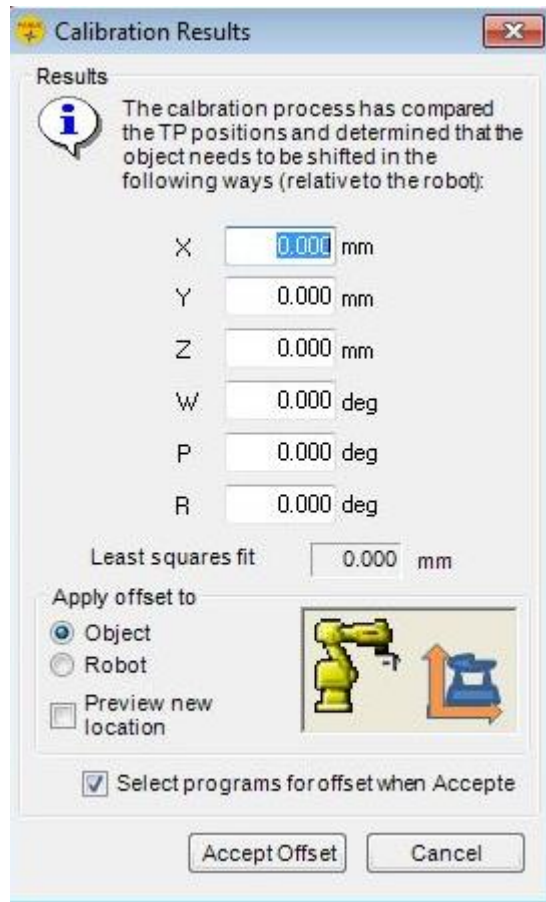 Calibration Results
Results
The calbration process has compared
the TP positions and determined that the
object needs to be shifted in the
following ways (relative to the robot):
X 0.000 mm
Y 0.000 mm
Z 0.000 mm
W 0.000 deg
P 0.000 deg
R 0.000 deg
Least squares fit 0.000 mm
Apply offset to
Object
Robot
Preview new
location
Select programs for offset when Accepte
Accept Offset Cancel